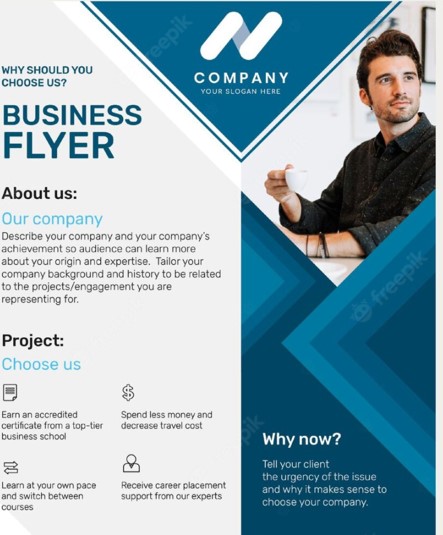 WHY SHOULD YOU
CHOOSE US?
BUSINESS
FLYER
COMPANY
YOUR SLOGAN HERE
About us:
Our company
Describe your company and your company's
achievement so audience can learn more
about your origin and expertise. Tailor your
company background and history to be related
to the projects/engagement you are
representing for.
Project:
Choose us
Earn an accredited
certificate from a top-tier
business school
Spend less money and
decrease travel cost
Learn at your own pace
and switch between
courses
Receive career placement
support from our experts
Why now?
Tell your client
the urgency of the issue
and why it makes sense to
choose your company.
freepik
freepik
freepik